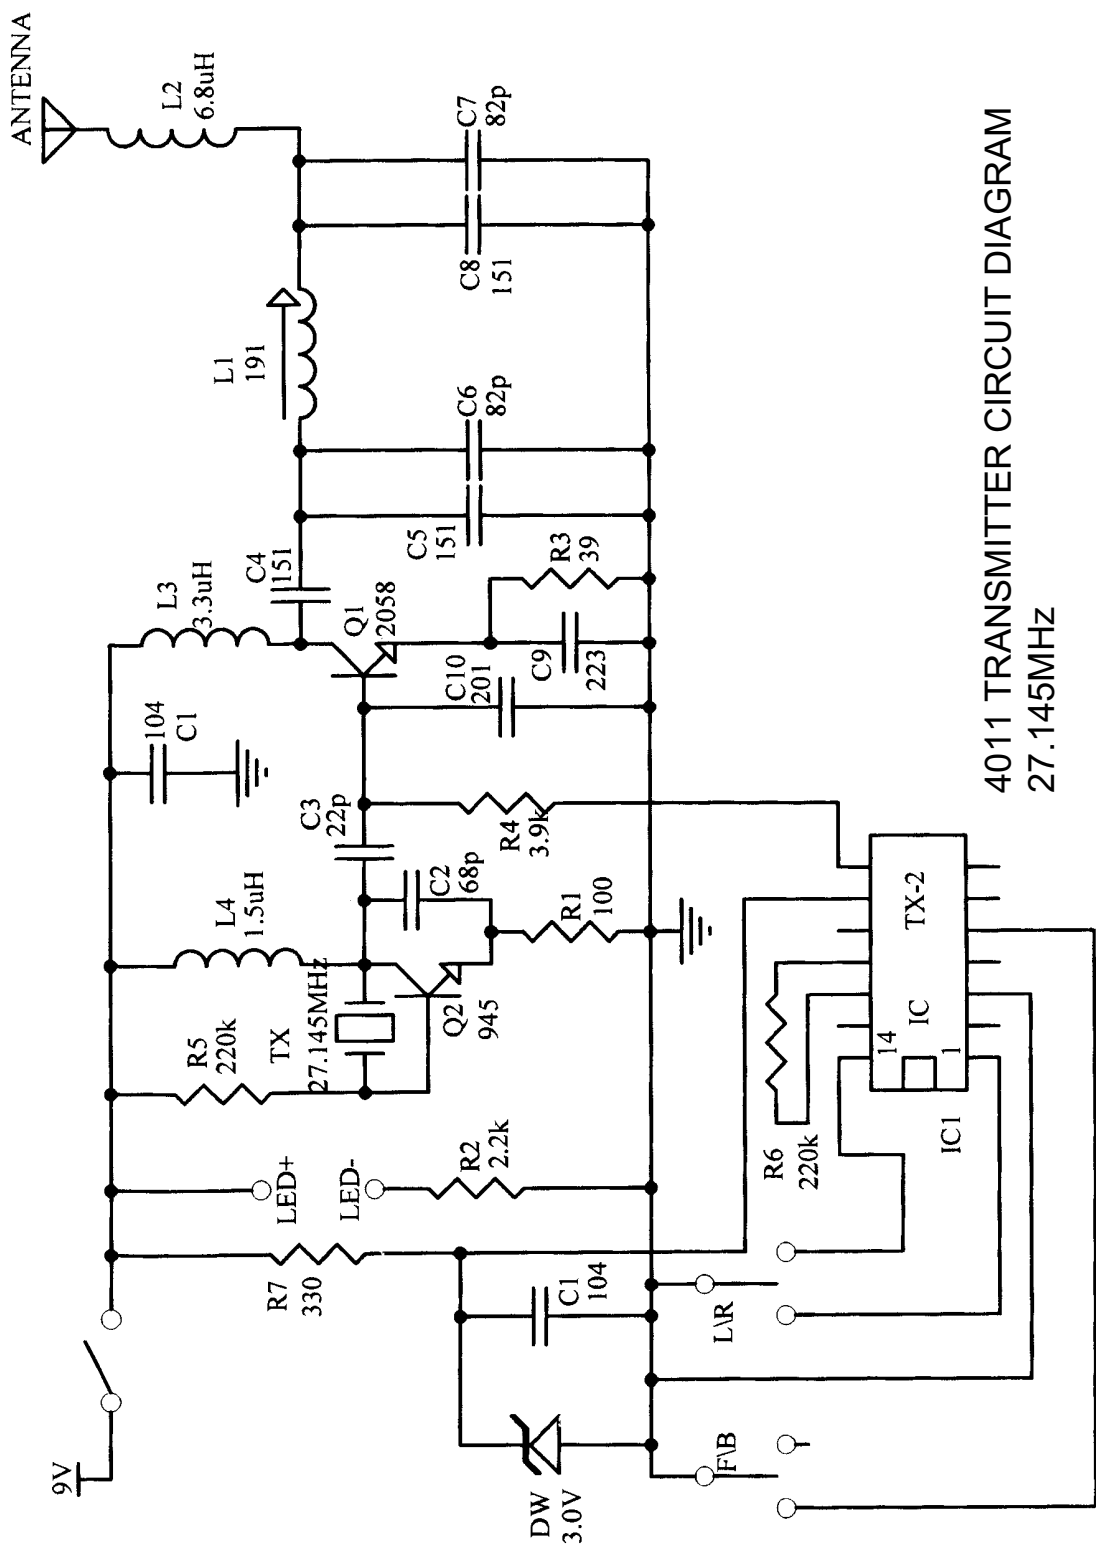 9V
R7
330
LED+
LED-
R2
2.2k
R5
220k
TX
27.145MHz
L4
1.5uH
Q2
945
C2
68p
R1
100
C3
22p
R4
3.9k
104
C1
L3
3.3uH
Q1
2058
C10
201
C9
223
R3
39
C4
151
C5
151
C6
82p
L1
191
C8
151
C7
82p
L2
6.8uH
ANTENNA
DW
3.0V
C1
104
F\B
L\R
R6
220k
14
1
IC
TX-2
IC1
4011 TRANSMITTER CIRCUIT DIAGRAM
27.145MHz